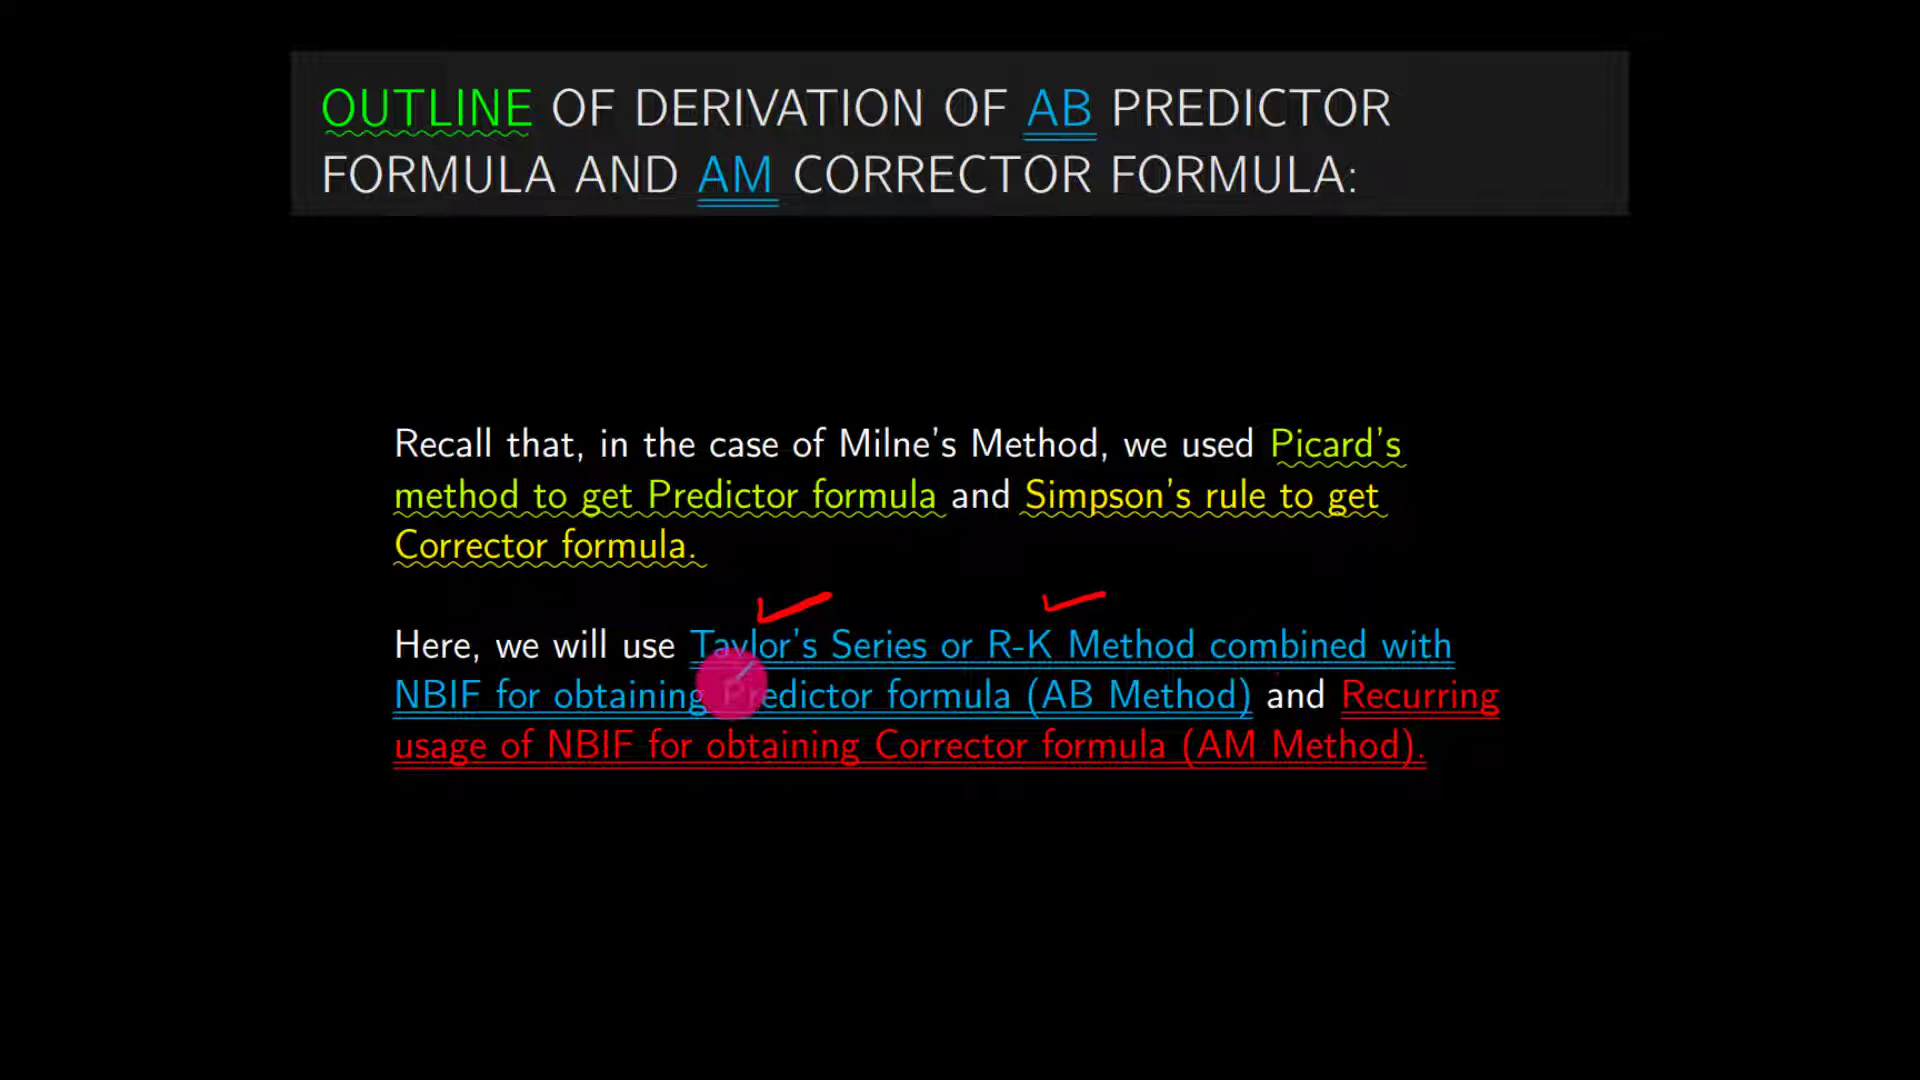 OUTLINE OF DERIVATION OF AB PREDICTOR
FORMULA AND AM CORRECTOR FORMULA:
Recall that, in the case of Milne's Method, we used Picard's
method to get Predictor formula and Simpson's rule to get
Corrector formula.
Here, we will use Taylor's Series or R-K Method combined with
NBIF for obtaining Predictor formula (AB Method) and Recurring
usage of NBIF for obtaining Corrector formula (AM Method).